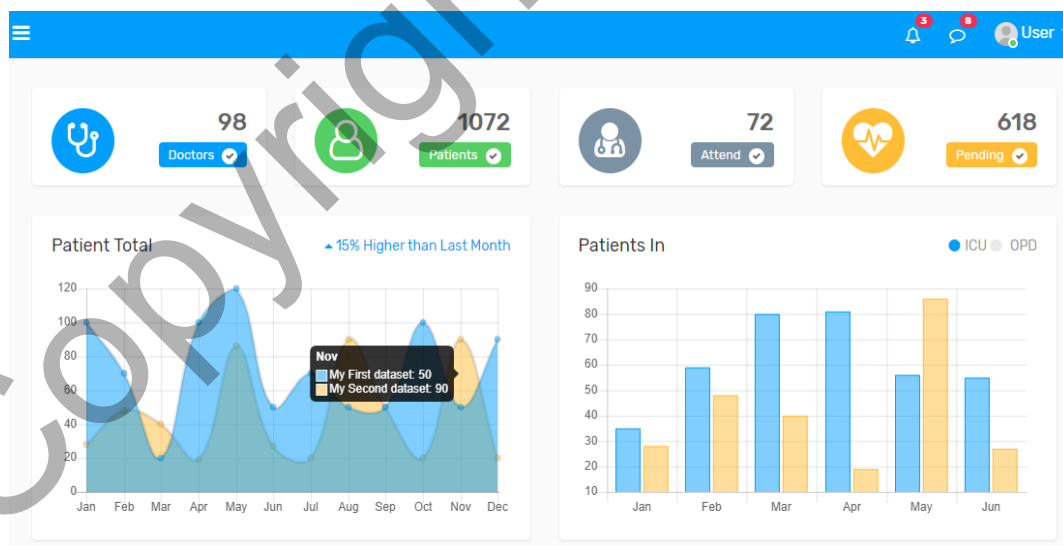 3 8 User
98 1072 72 618
Doctors Patients Attend Pending
Patient Total 15% Higher than Last Month
120
100
80
60
40
20
0
Jan Feb Mar Apr May Jun Jul Aug Sep Oct Nov Dec
Nov
My First dataset: 50
My Second dataset: 90
Patients In ICU OPD
90
80
70
60
50
40
30
20
10
Jan Feb Mar Apr May Jun
Copyrigh